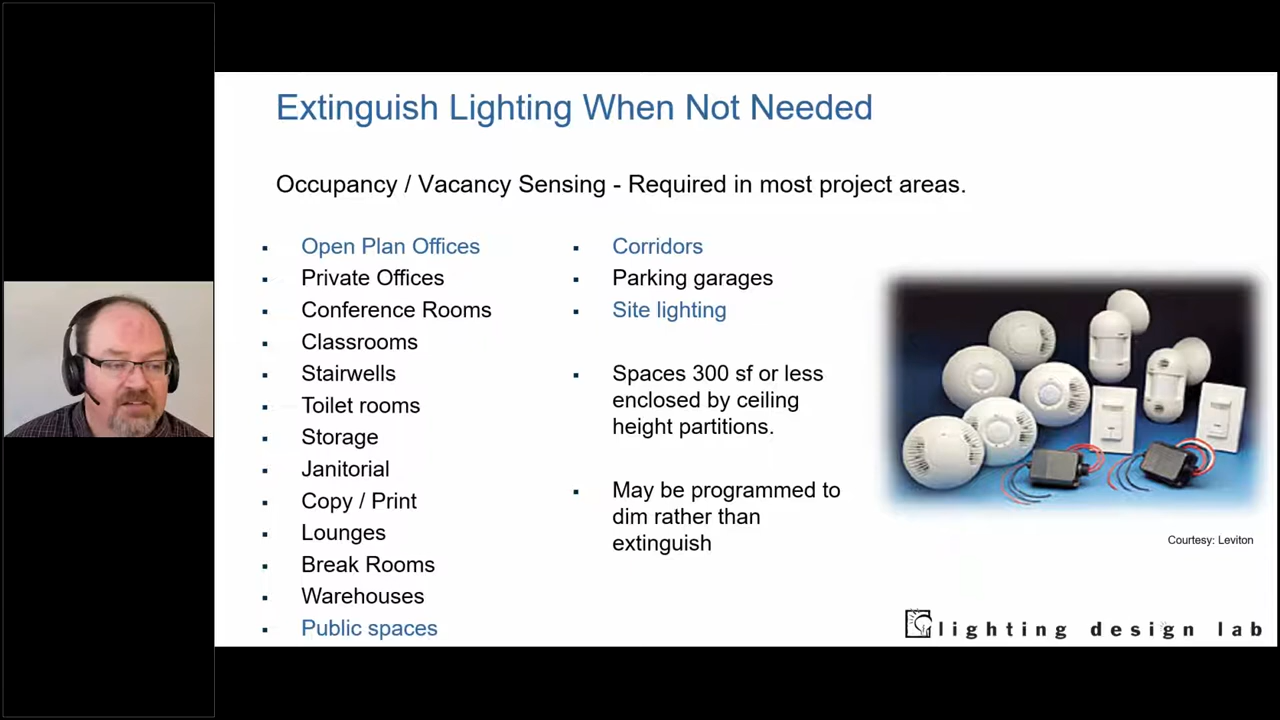 Extinguish Lighting When Not Needed
Occupancy / Vacancy Sensing - Required in most project areas.
▪ Open Plan Offices
▪ Private Offices
▪ Conference Rooms
▪ Classrooms
▪ Stairwells
▪ Toilet rooms
▪ Storage
▪ Janitorial
▪ Copy / Print
▪ Lounges
▪ Break Rooms
▪ Warehouses
▪ Public spaces
▪ Corridors
▪ Parking garages
▪ Site lighting
▪ Spaces 300 sf or less
enclosed by ceiling
height partitions.
▪ May be programmed to
dim rather than
extinguish
Courtesy: Leviton
lighting design lab